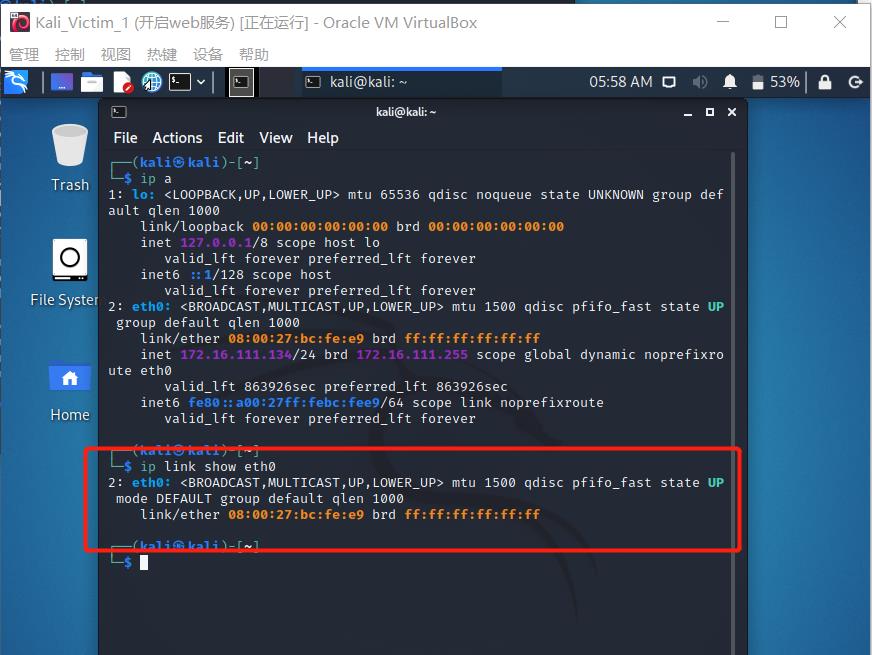 Kali_Victim_1 (开启web服务) [正在运行] - Oracle VM VirtualBox
管理 控制 视图 热键 设备 帮助
kali@kali: ~ 05:58 AM 53%
kali@kali: ~
File Actions Edit View Help
Trash
File System
Home
┌──(kali㉿kali)-[~]
└─$ ip a
1: lo: <LOOPBACK,UP,LOWER_UP> mtu 65536 qdisc noqueue state UNKNOWN group def
ault qlen 1000
link/loopback 00:00:00:00:00:00 brd 00:00:00:00:00:00
inet 127.0.0.1/8 scope host lo
valid_lft forever preferred_lft forever
inet6 ::1/128 scope host
valid_lft forever preferred_lft forever
2: eth0: <BROADCAST,MULTICAST,UP,LOWER_UP> mtu 1500 qdisc pfifo_fast state UP
group default qlen 1000
link/ether 08:00:27:bc:fe:e9 brd ff:ff:ff:ff:ff:ff
inet 172.16.111.134/24 brd 172.16.111.255 scope global dynamic noprefixro
ute eth0
valid_lft 863926sec preferred_lft 863926sec
inet6 fe80::a00:27ff:febc:fee9/64 scope link noprefixroute
valid_lft forever preferred_lft forever
┌──(kali㉿kali)-[~]
└─$ ip link show eth0
2: eth0: <BROADCAST,MULTICAST,UP,LOWER_UP> mtu 1500 qdisc pfifo_fast state UP
mode DEFAULT group default qlen 1000
link/ether 08:00:27:bc:fe:e9 brd ff:ff:ff:ff:ff:ff
┌──(kali㉿kali)-[~]
└─$